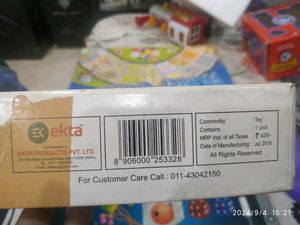 ekta
EKTA PRODUCTS PVT. LTD.
8 906000 253328
Commodity : Toy
Contains : 1 Unit
MRP Incl. of all Taxes : ₹ 425/-
Date of Manufacturing : Jul. 2019
All Rights Reserved
For Customer Care Call : 011-43042150
2024/9/4 16:21